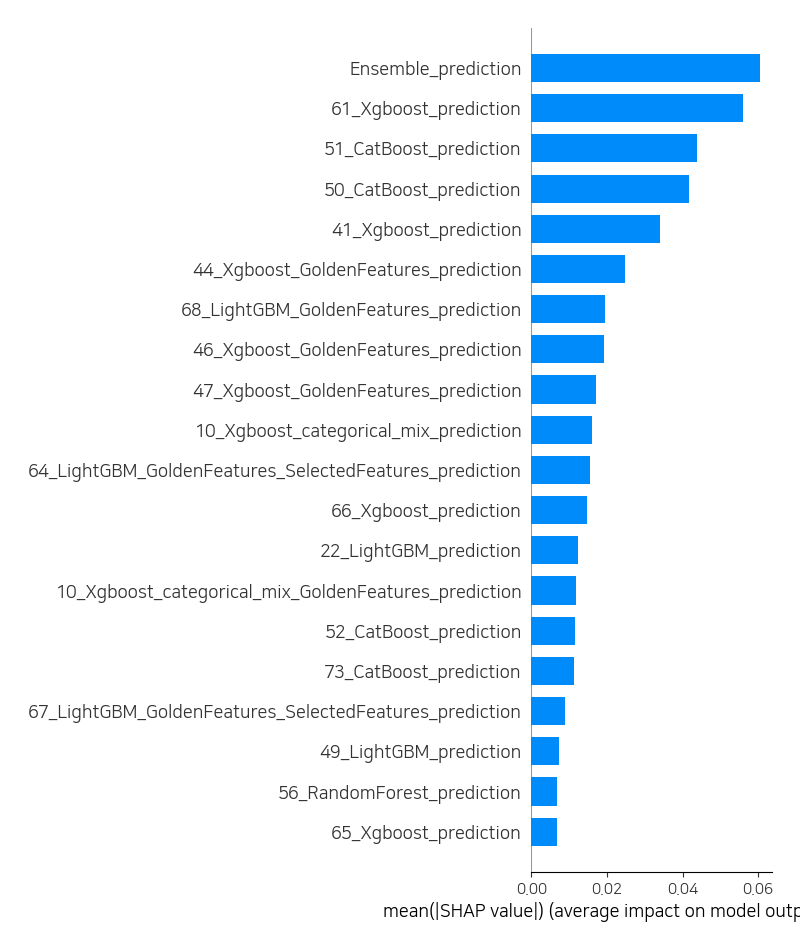 Ensemble_prediction
61_Xgboost_prediction
51_CatBoost_prediction
50_CatBoost_prediction
41_Xgboost_prediction
44_Xgboost_GoldenFeatures_prediction
68_LightGBM_GoldenFeatures_prediction
46_Xgboost_GoldenFeatures_prediction
47_Xgboost_GoldenFeatures_prediction
10_Xgboost_categorical_mix_prediction
64_LightGBM_GoldenFeatures_SelectedFeatures_prediction
66_Xgboost_prediction
22_LightGBM_prediction
10_Xgboost_categorical_mix_GoldenFeatures_prediction
52_CatBoost_prediction
73_CatBoost_prediction
67_LightGBM_GoldenFeatures_SelectedFeatures_prediction
49_LightGBM_prediction
56_RandomForest_prediction
65_Xgboost_prediction
0.00 0.02 0.04 0.06
mean(|SHAP value|) (average impact on model outp